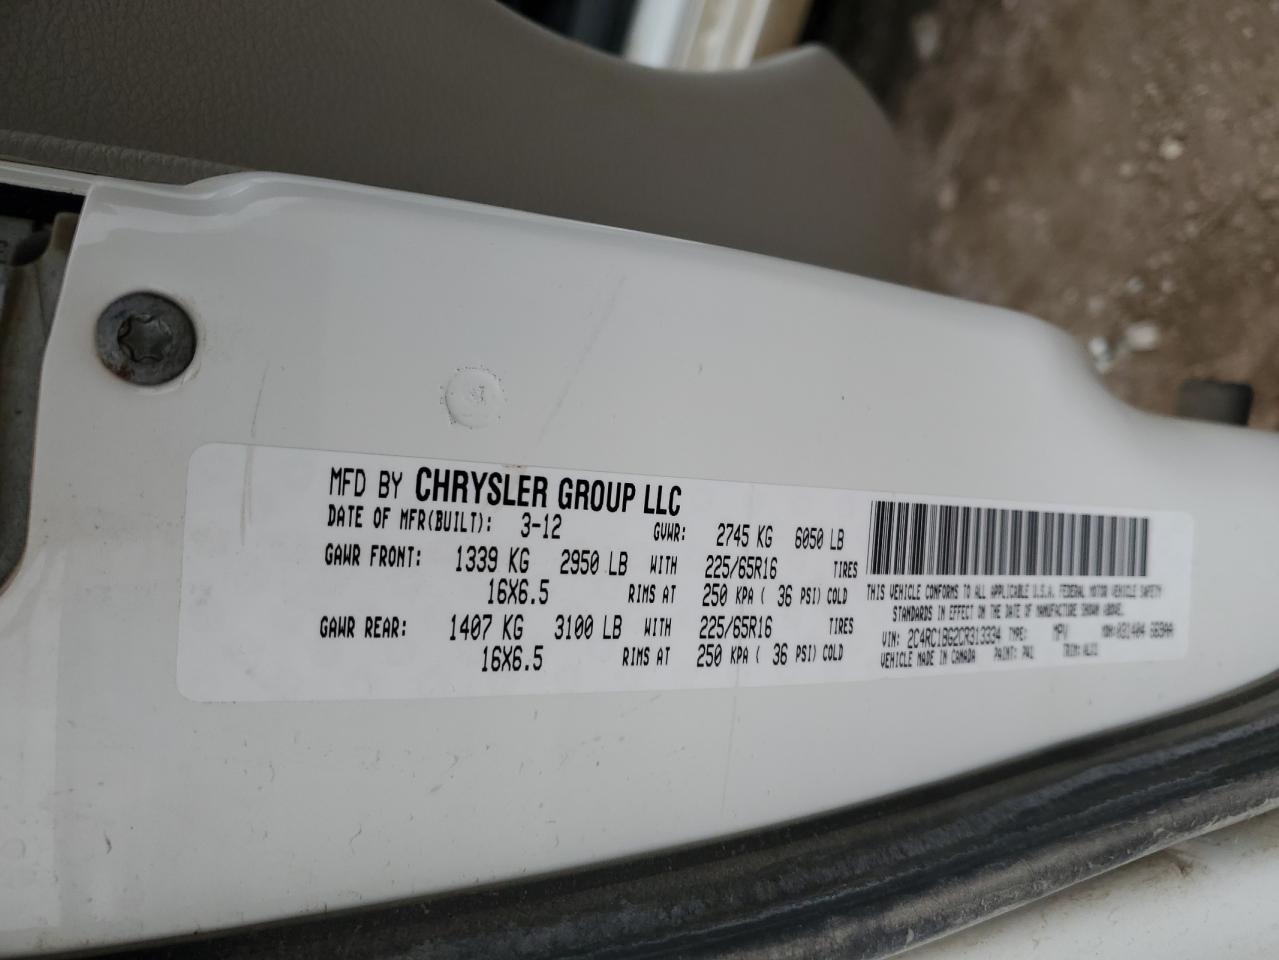 MFD BY CHRYSLER GROUP LLC
DATE OF MFR(BUILT): 3-12 GVWR: 2745 KG 6050 LB
GAWR FRONT: 1339 KG 2950 LB WITH 225/65R16 TIRES
16X6.5 RIMS AT 250 KPA ( 36 PSI) COLD
GAWR REAR: 1407 KG 3100 LB WITH 225/65R16 TIRES
16X6.5 RIMS AT 250 KPA ( 36 PSI) COLD
THIS VEHICLE CONFORMS TO ALL APPLICABLE U.S.A. FEDERAL MOTOR VEHICLE SAFETY
STANDARDS IN EFFECT ON THE DATE OF MANUFACTURE SHOWN ABOVE.
VIN: 2C4RC1BG2CR313334 TYPE: MPV MDH:
VEHICLE MADE IN CANADA PAINT: TRIM: